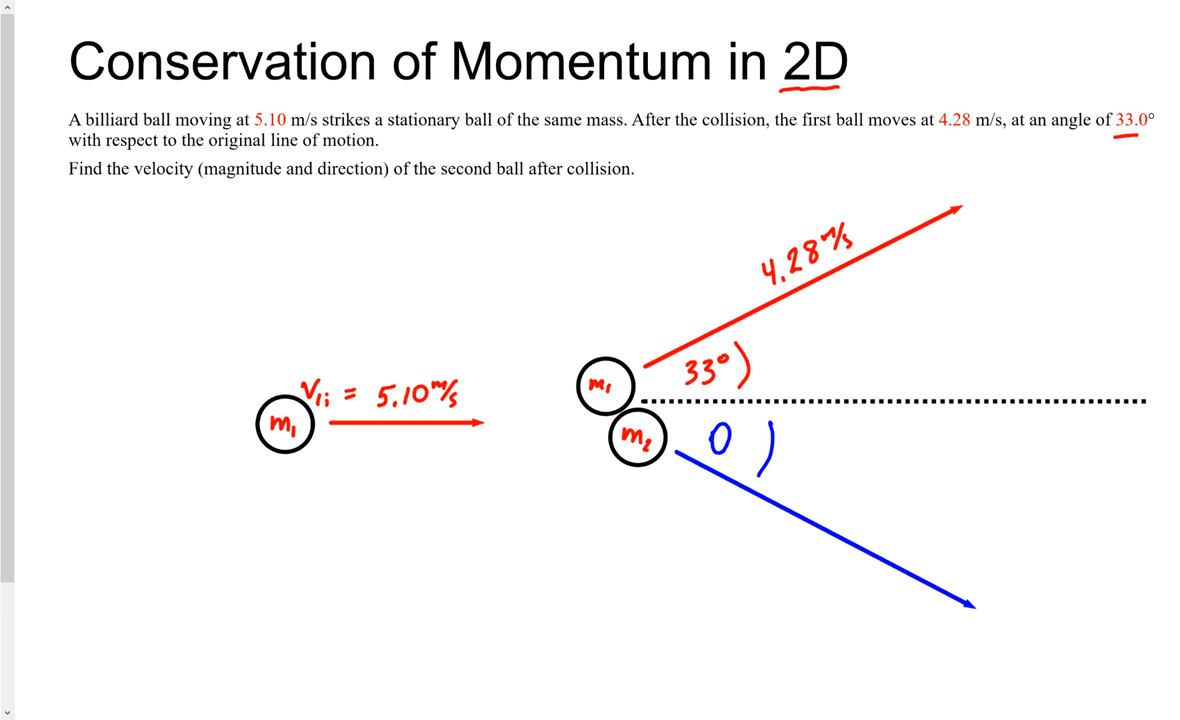 Conservation of Momentum in 2D
A billiard ball moving at 5.10 m/s strikes a stationary ball of the same mass. After the collision, the first ball moves at 4.28 m/s, at an angle of 33.0°
with respect to the original line of motion.
Find the velocity (magnitude and direction) of the second ball after collision.
4.28 m/s
33°
V₁ᵢ = 5.10 m/s
m₁
m₁
m₂
0